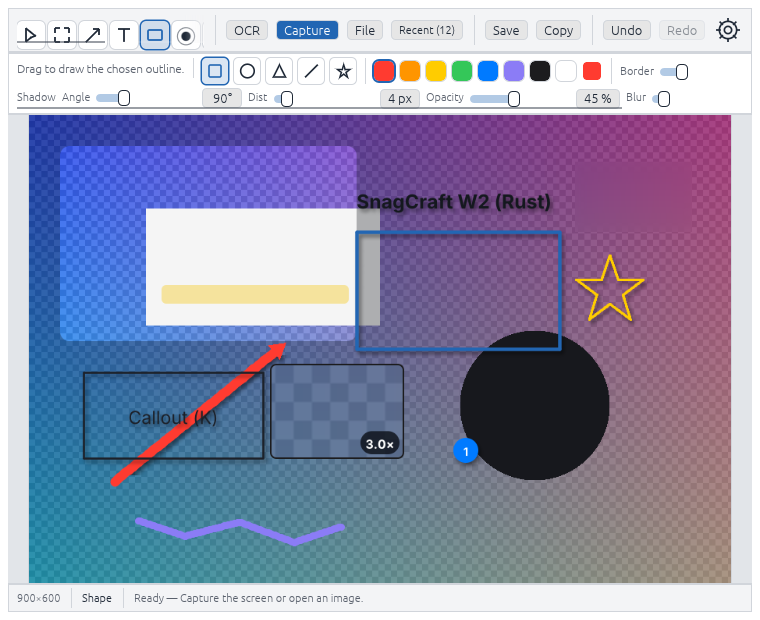 OCR Capture File Recent (12) Save Copy Undo Redo
Drag to draw the chosen outline. Border
Shadow Angle 90° Dist 4 px Opacity 45 % Blur
SnagCraft W2 (Rust)
Callout (K)
3.0×
1
900×600 Shape Ready — Capture the screen or open an image.